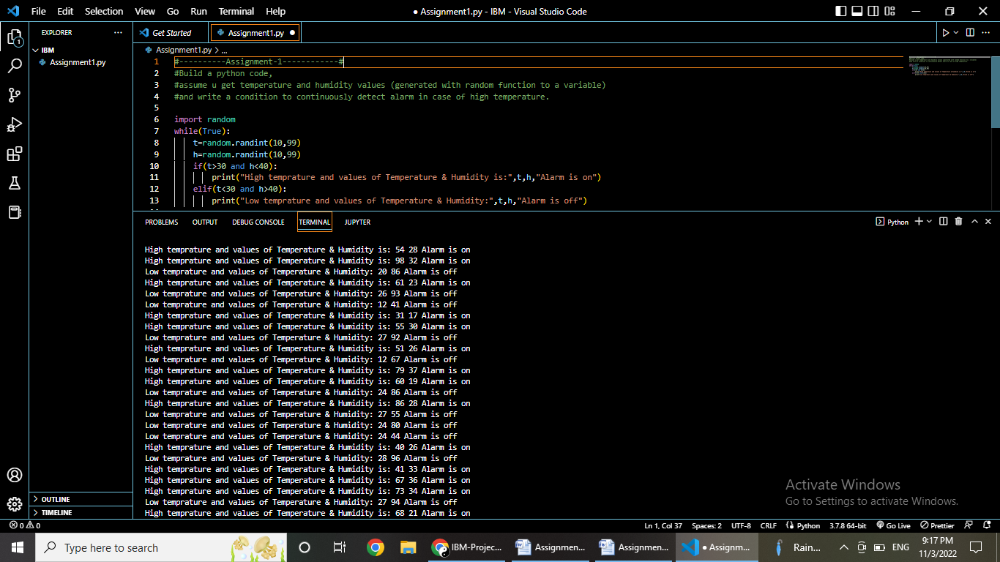 File Edit Selection View Go Run Terminal Help
● Assignment1.py - IBM - Visual Studio Code
EXPLORER ...
Get Started
Assignment1.py ●
IBM
Assignment1.py
1
Assignment1.py > ...
1 #----------Assignment-1------------#
2 #Build a python code,
3 #assume u get temperature and humidity values (generated with random function to a variable)
4 #and write a condition to continuously detect alarm in case of high temperature.
5
6 import random
7 while(True):
8 t=random.randint(10,99)
9 h=random.randint(10,99)
10 if(t>30 and h<40):
11 print("High temprature and values of Temperature & Humidity is:",t,h,"Alarm is on")
12 elif(t<30 and h>40):
13 print("Low temprature and values of Temperature & Humidity:",t,h,"Alarm is off")
PROBLEMS OUTPUT DEBUG CONSOLE TERMINAL JUPYTER
Python
High temprature and values of Temperature & Humidity is: 54 28 Alarm is on
High temprature and values of Temperature & Humidity is: 98 32 Alarm is on
Low temprature and values of Temperature & Humidity: 20 86 Alarm is off
High temprature and values of Temperature & Humidity is: 61 23 Alarm is on
Low temprature and values of Temperature & Humidity: 26 93 Alarm is off
Low temprature and values of Temperature & Humidity: 12 41 Alarm is off
High temprature and values of Temperature & Humidity is: 31 17 Alarm is on
High temprature and values of Temperature & Humidity is: 55 30 Alarm is on
Low temprature and values of Temperature & Humidity: 27 92 Alarm is off
High temprature and values of Temperature & Humidity is: 51 26 Alarm is on
Low temprature and values of Temperature & Humidity: 12 67 Alarm is off
High temprature and values of Temperature & Humidity is: 79 37 Alarm is on
High temprature and values of Temperature & Humidity is: 60 19 Alarm is on
Low temprature and values of Temperature & Humidity: 24 86 Alarm is off
High temprature and values of Temperature & Humidity is: 86 28 Alarm is on
Low temprature and values of Temperature & Humidity: 27 55 Alarm is off
Low temprature and values of Temperature & Humidity: 24 80 Alarm is off
Low temprature and values of Temperature & Humidity: 24 44 Alarm is off
High temprature and values of Temperature & Humidity is: 40 26 Alarm is on
Low temprature and values of Temperature & Humidity: 28 96 Alarm is off
High temprature and values of Temperature & Humidity is: 41 33 Alarm is on
High temprature and values of Temperature & Humidity is: 67 36 Alarm is on
High temprature and values of Temperature & Humidity is: 73 34 Alarm is on
Low temprature and values of Temperature & Humidity: 27 94 Alarm is off
High temprature and values of Temperature & Humidity is: 68 21 Alarm is on
OUTLINE
TIMELINE
Activate Windows
Go to Settings to activate Windows.
0 0
Ln 1, Col 37 Spaces: 2 UTF-8 CRLF Python 3.7.8 64-bit Go Live Prettier
Type here to search
IBM-Projec...
Assignmen...
Assignmen...
● Assignm...
Rain...
ENG
9:17 PM
11/3/2022